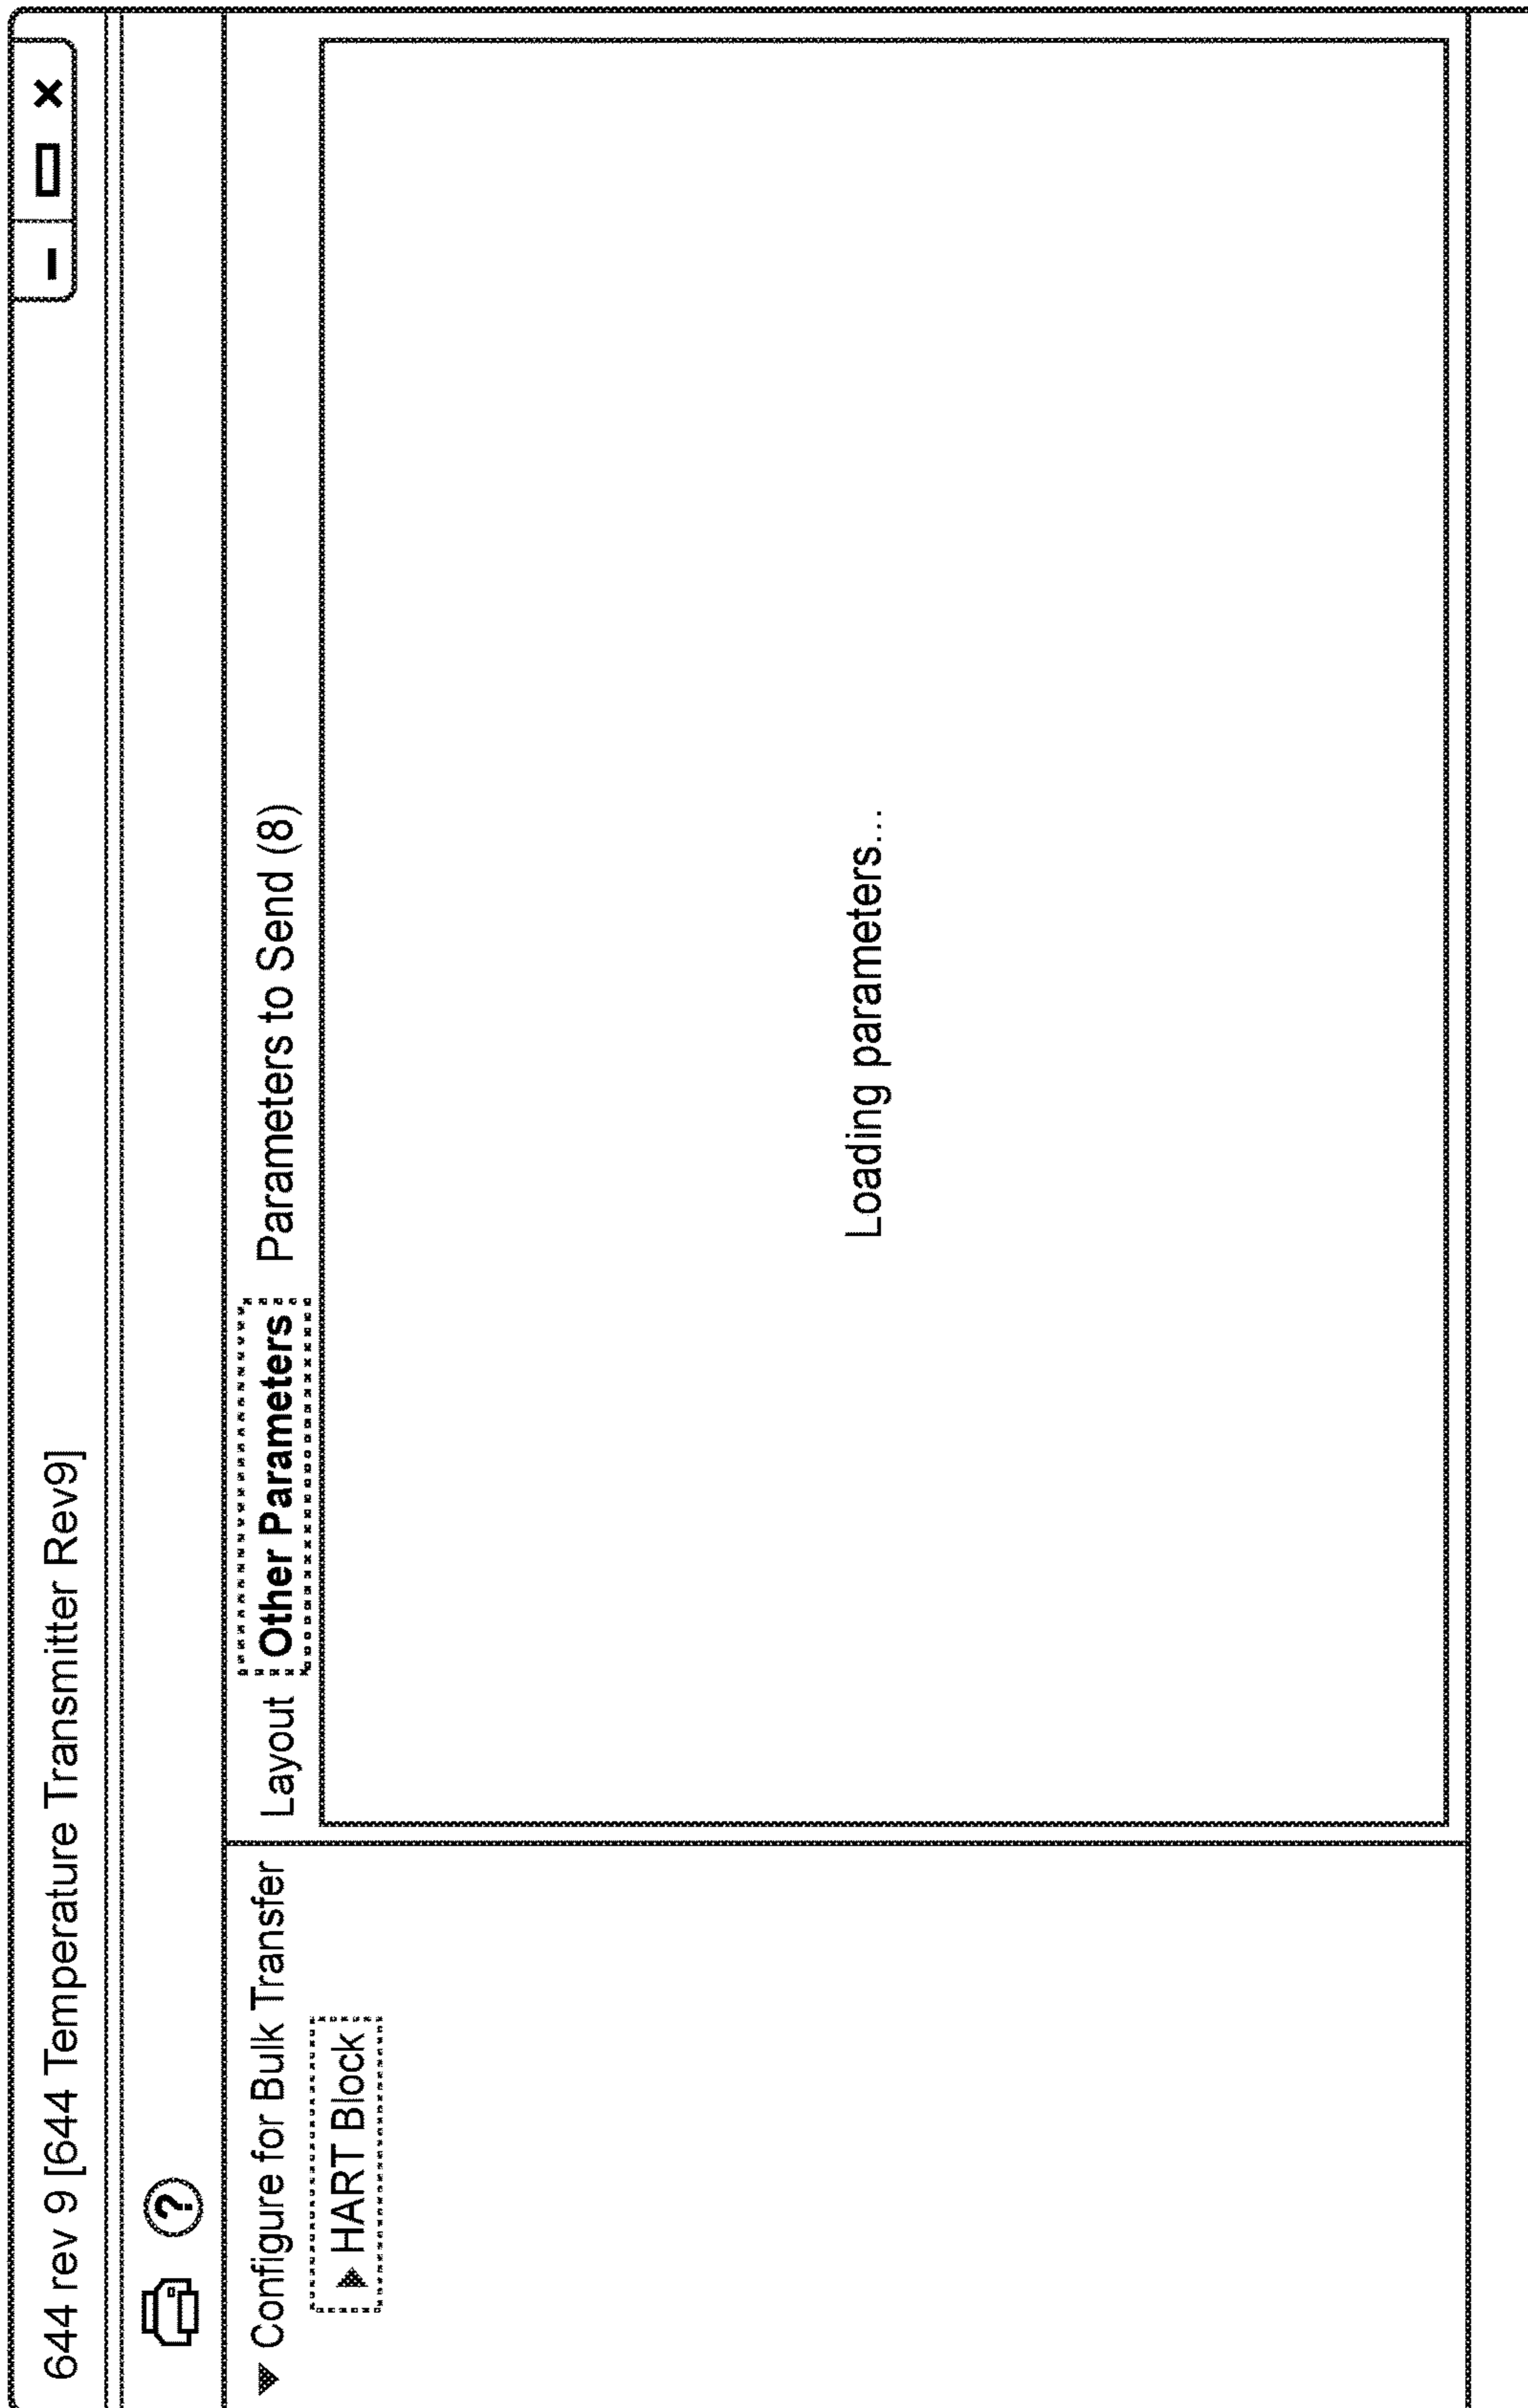 644 rev 9 [644 Temperature Transmitter Rev9]
?
Configure for Bulk Transfer
HART Block
Layout Other Parameters Parameters to Send (8)
Loading parameters...